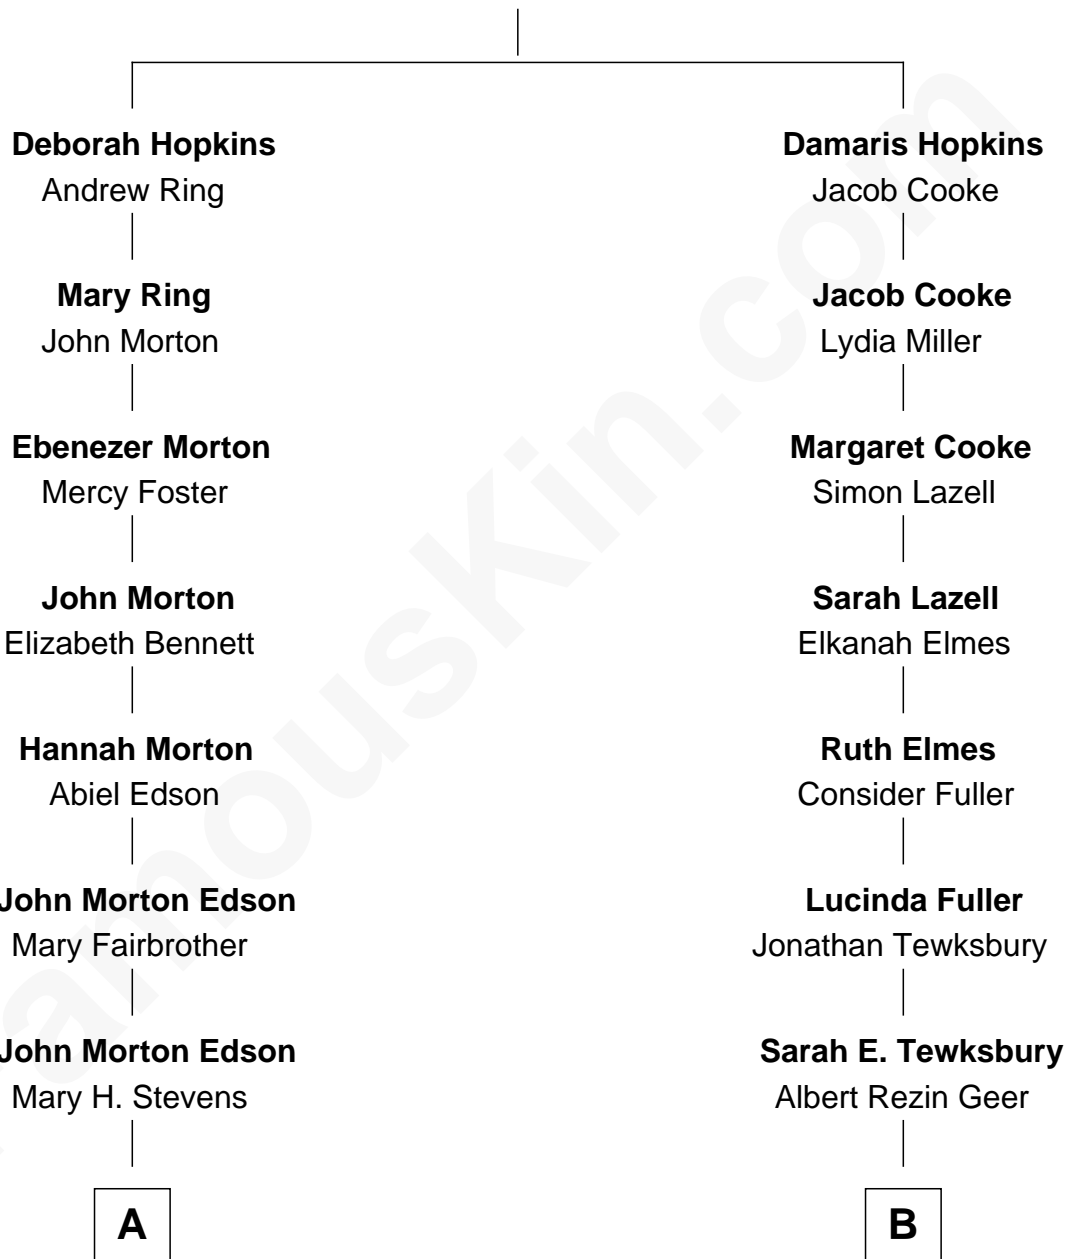 Deborah Hopkins
Andrew Ring
Mary Ring
John Morton
Ebenezer Morton
Mercy Foster
John Morton
Elizabeth Bennett
Hannah Morton
Abiel Edson
John Morton Edson
Mary Fairbrother
John Morton Edson
Mary H. Stevens
A
Damaris Hopkins
Jacob Cooke
Jacob Cooke
Lydia Miller
Margaret Cooke
Simon Lazell
Sarah Lazell
Elkanah Elmes
Ruth Elmes
Consider Fuller
Lucinda Fuller
Jonathan Tewksbury
Sarah E. Tewksbury
Albert Rezin Geer
B
amouskin.com